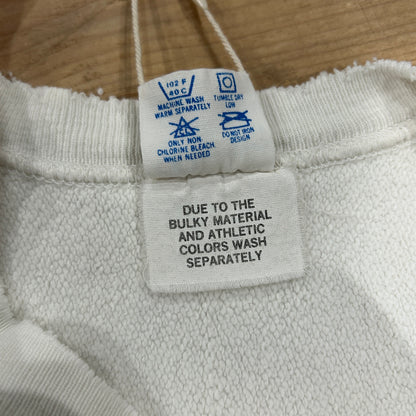 102 F
40 C
MACHINE WASH
WARM SEPARATELY
TUMBLE DRY
LOW
ONLY NON
CHLORINE BLEACH
WHEN NEEDED
DO NOT IRON
DESIGN
DUE TO THE
BULKY MATERIAL
AND ATHLETIC
COLORS WASH
SEPARATELY